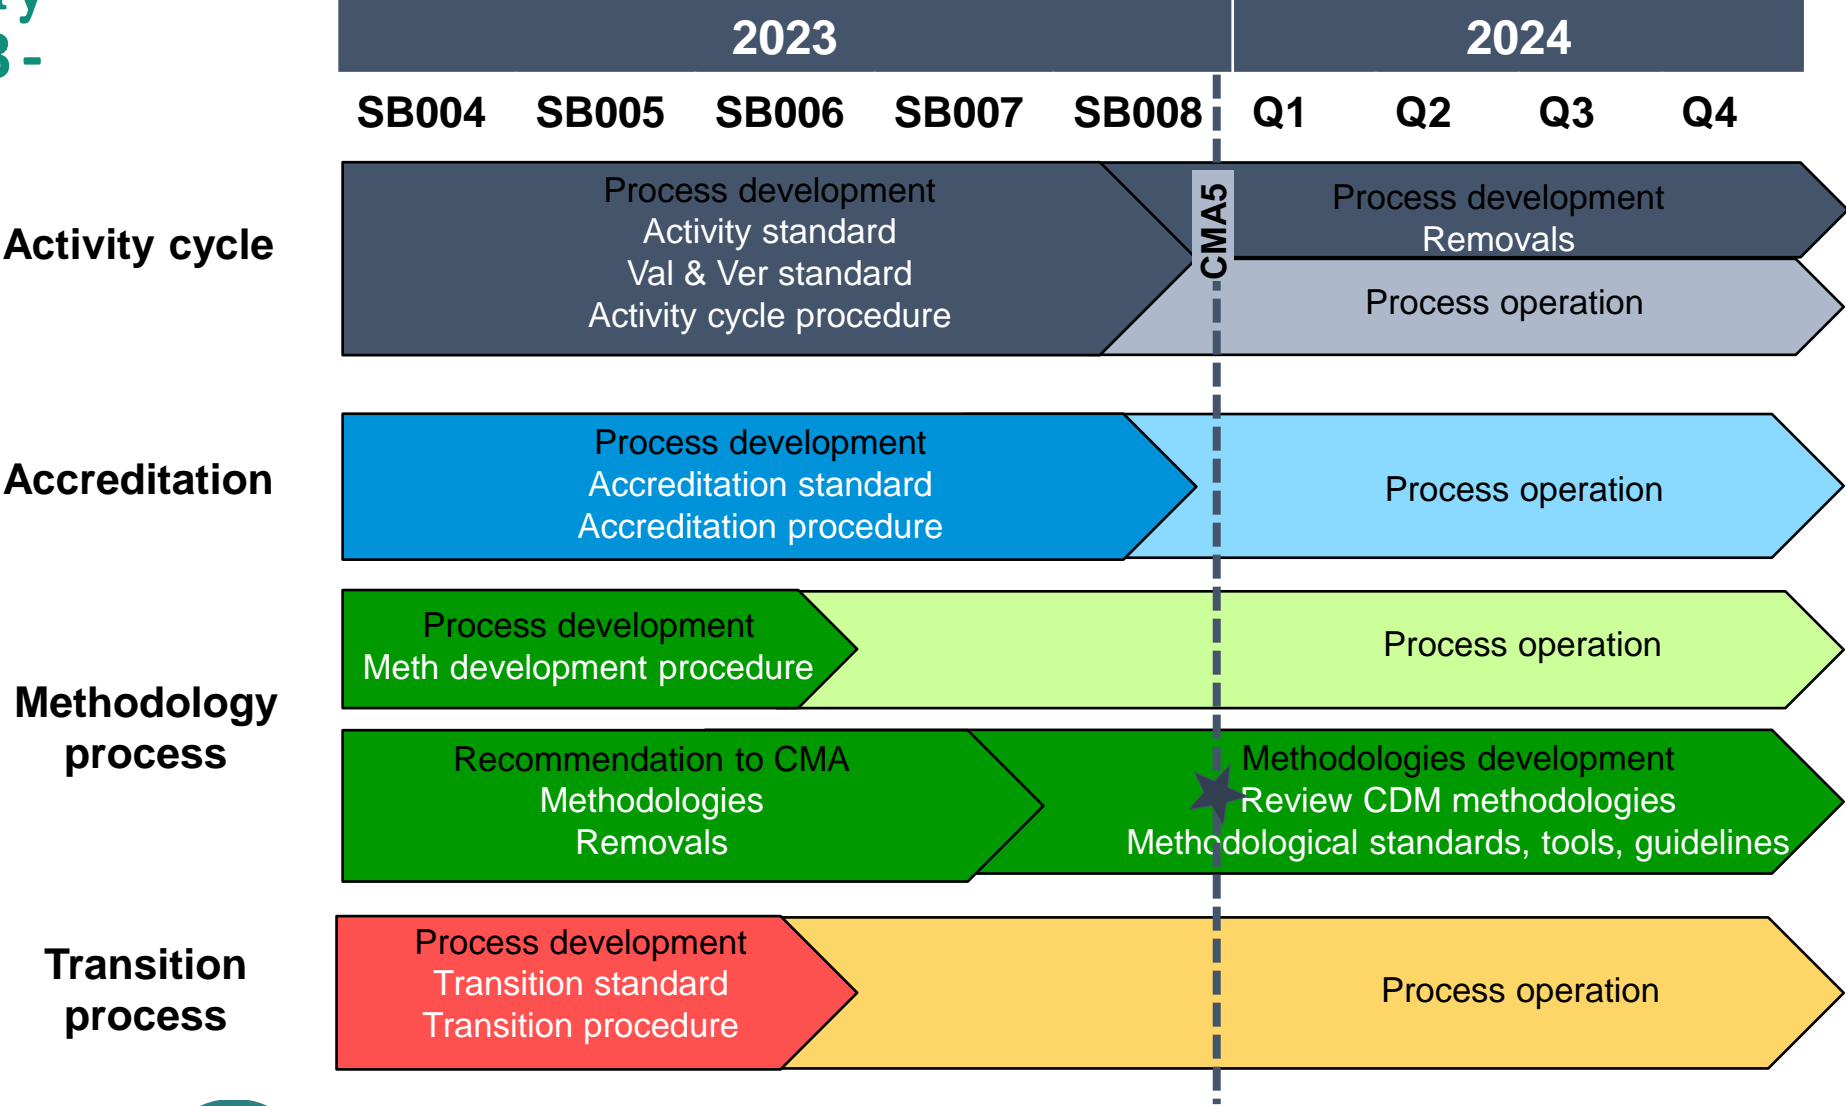 2023
2024
SB004 SB005 SB006 SB007 SB008 Q1 Q2 Q3 Q4
Activity cycle
Process development
Activity standard
Val & Ver standard
Activity cycle procedure
CMA5
Process development
Removals
Process operation
Accreditation
Process development
Accreditation standard
Accreditation procedure
Process operation
Methodology
process
Process development
Meth development procedure
Process operation
Recommendation to CMA
Methodologies
Removals
Methodologies development
Review CDM methodologies
Methodological standards, tools, guidelines
Transition
process
Process development
Transition standard
Transition procedure
Process operation